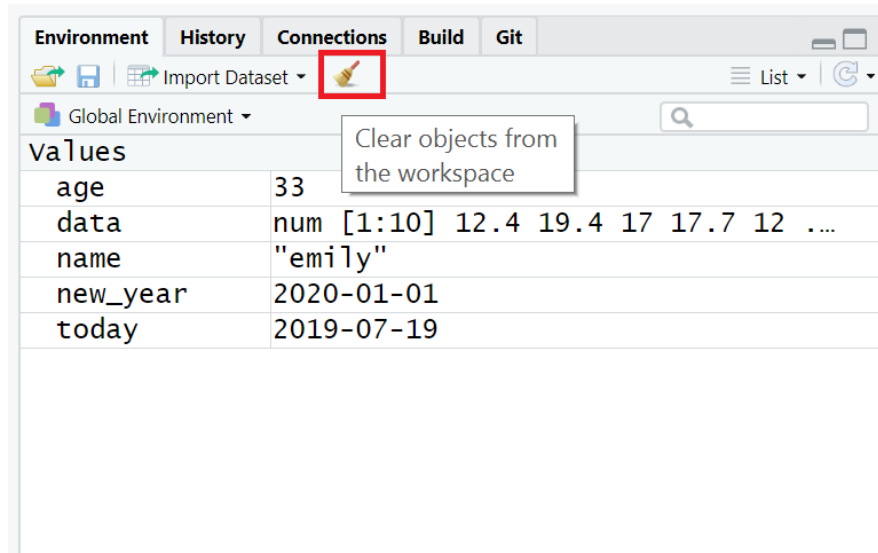 Environment History Connections Build Git
Import Dataset List
Global Environment
Clear objects from
the workspace
Values
age 33
data num [1:10] 12.4 19.4 17 17.7 12 ....
name "emily"
new_year 2020-01-01
today 2019-07-19